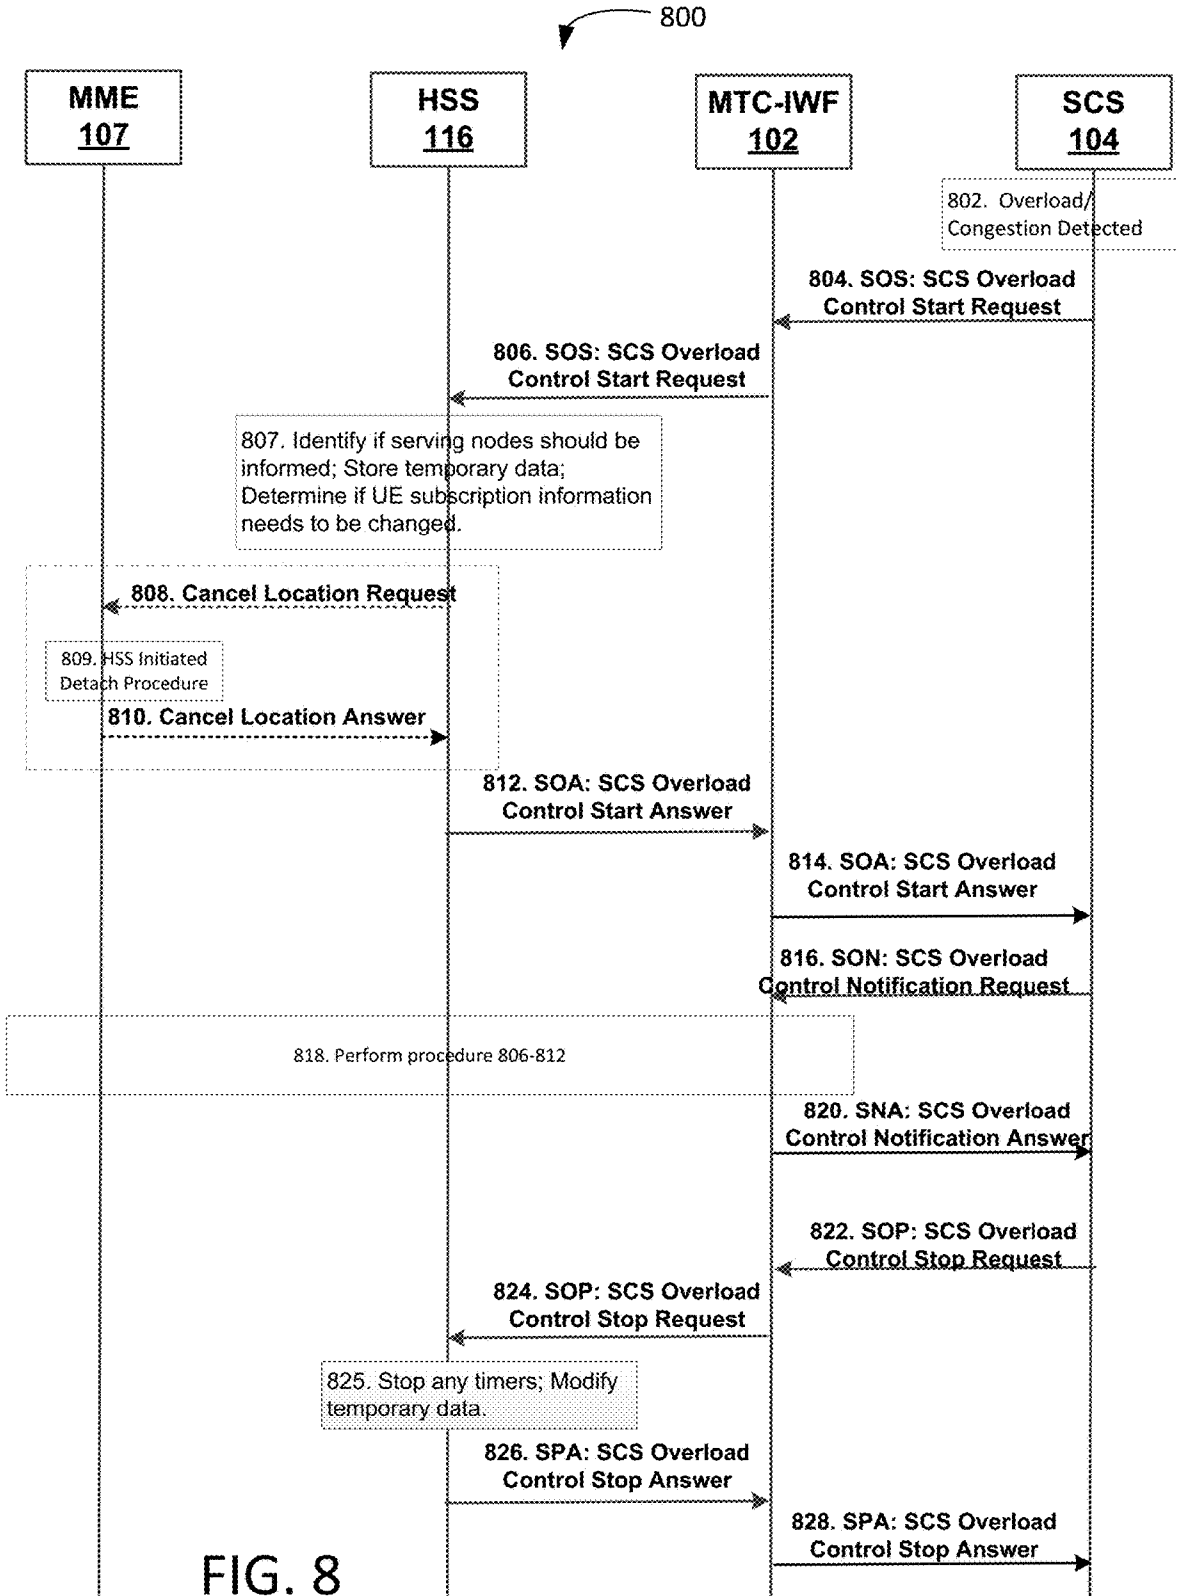 800
MME
107
HSS
116
MTC-IWF
102
SCS
104
802. Overload/
Congestion Detected
804. SOS: SCS Overload
Control Start Request
806. SOS: SCS Overload
Control Start Request
807. Identify if serving nodes should be
informed; Store temporary data;
Determine if UE subscription information
needs to be changed.
808. Cancel Location Request
809. HSS Initiated
Detach Procedure
810. Cancel Location Answer
812. SOA: SCS Overload
Control Start Answer
814. SOA: SCS Overload
Control Start Answer
816. SON: SCS Overload
Control Notification Request
818. Perform procedure 806-812
820. SNA: SCS Overload
Control Notification Answer
822. SOP: SCS Overload
Control Stop Request
824. SOP: SCS Overload
Control Stop Request
825. Stop any timers; Modify
temporary data.
826. SPA: SCS Overload
Control Stop Answer
828. SPA: SCS Overload
Control Stop Answer
FIG. 8